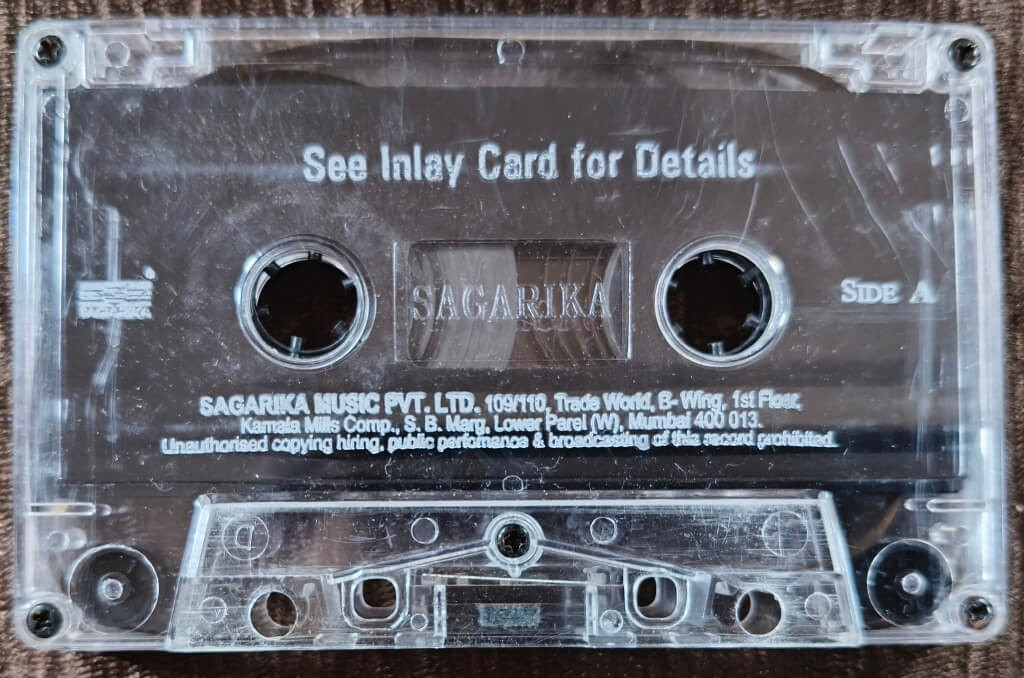 See Inlay Card for Details
SAGARIKA
SIDE A
SAGARIKA MUSIC PVT. LTD. 109/110, Trade World, B- Wing, 1st Floor,
Kamala Mills Comp., S. B. Marg, Lower Parel (W), Mumbai 400 013.
Unauthorised copying hiring, public performance & broadcasting of this record prohibited.